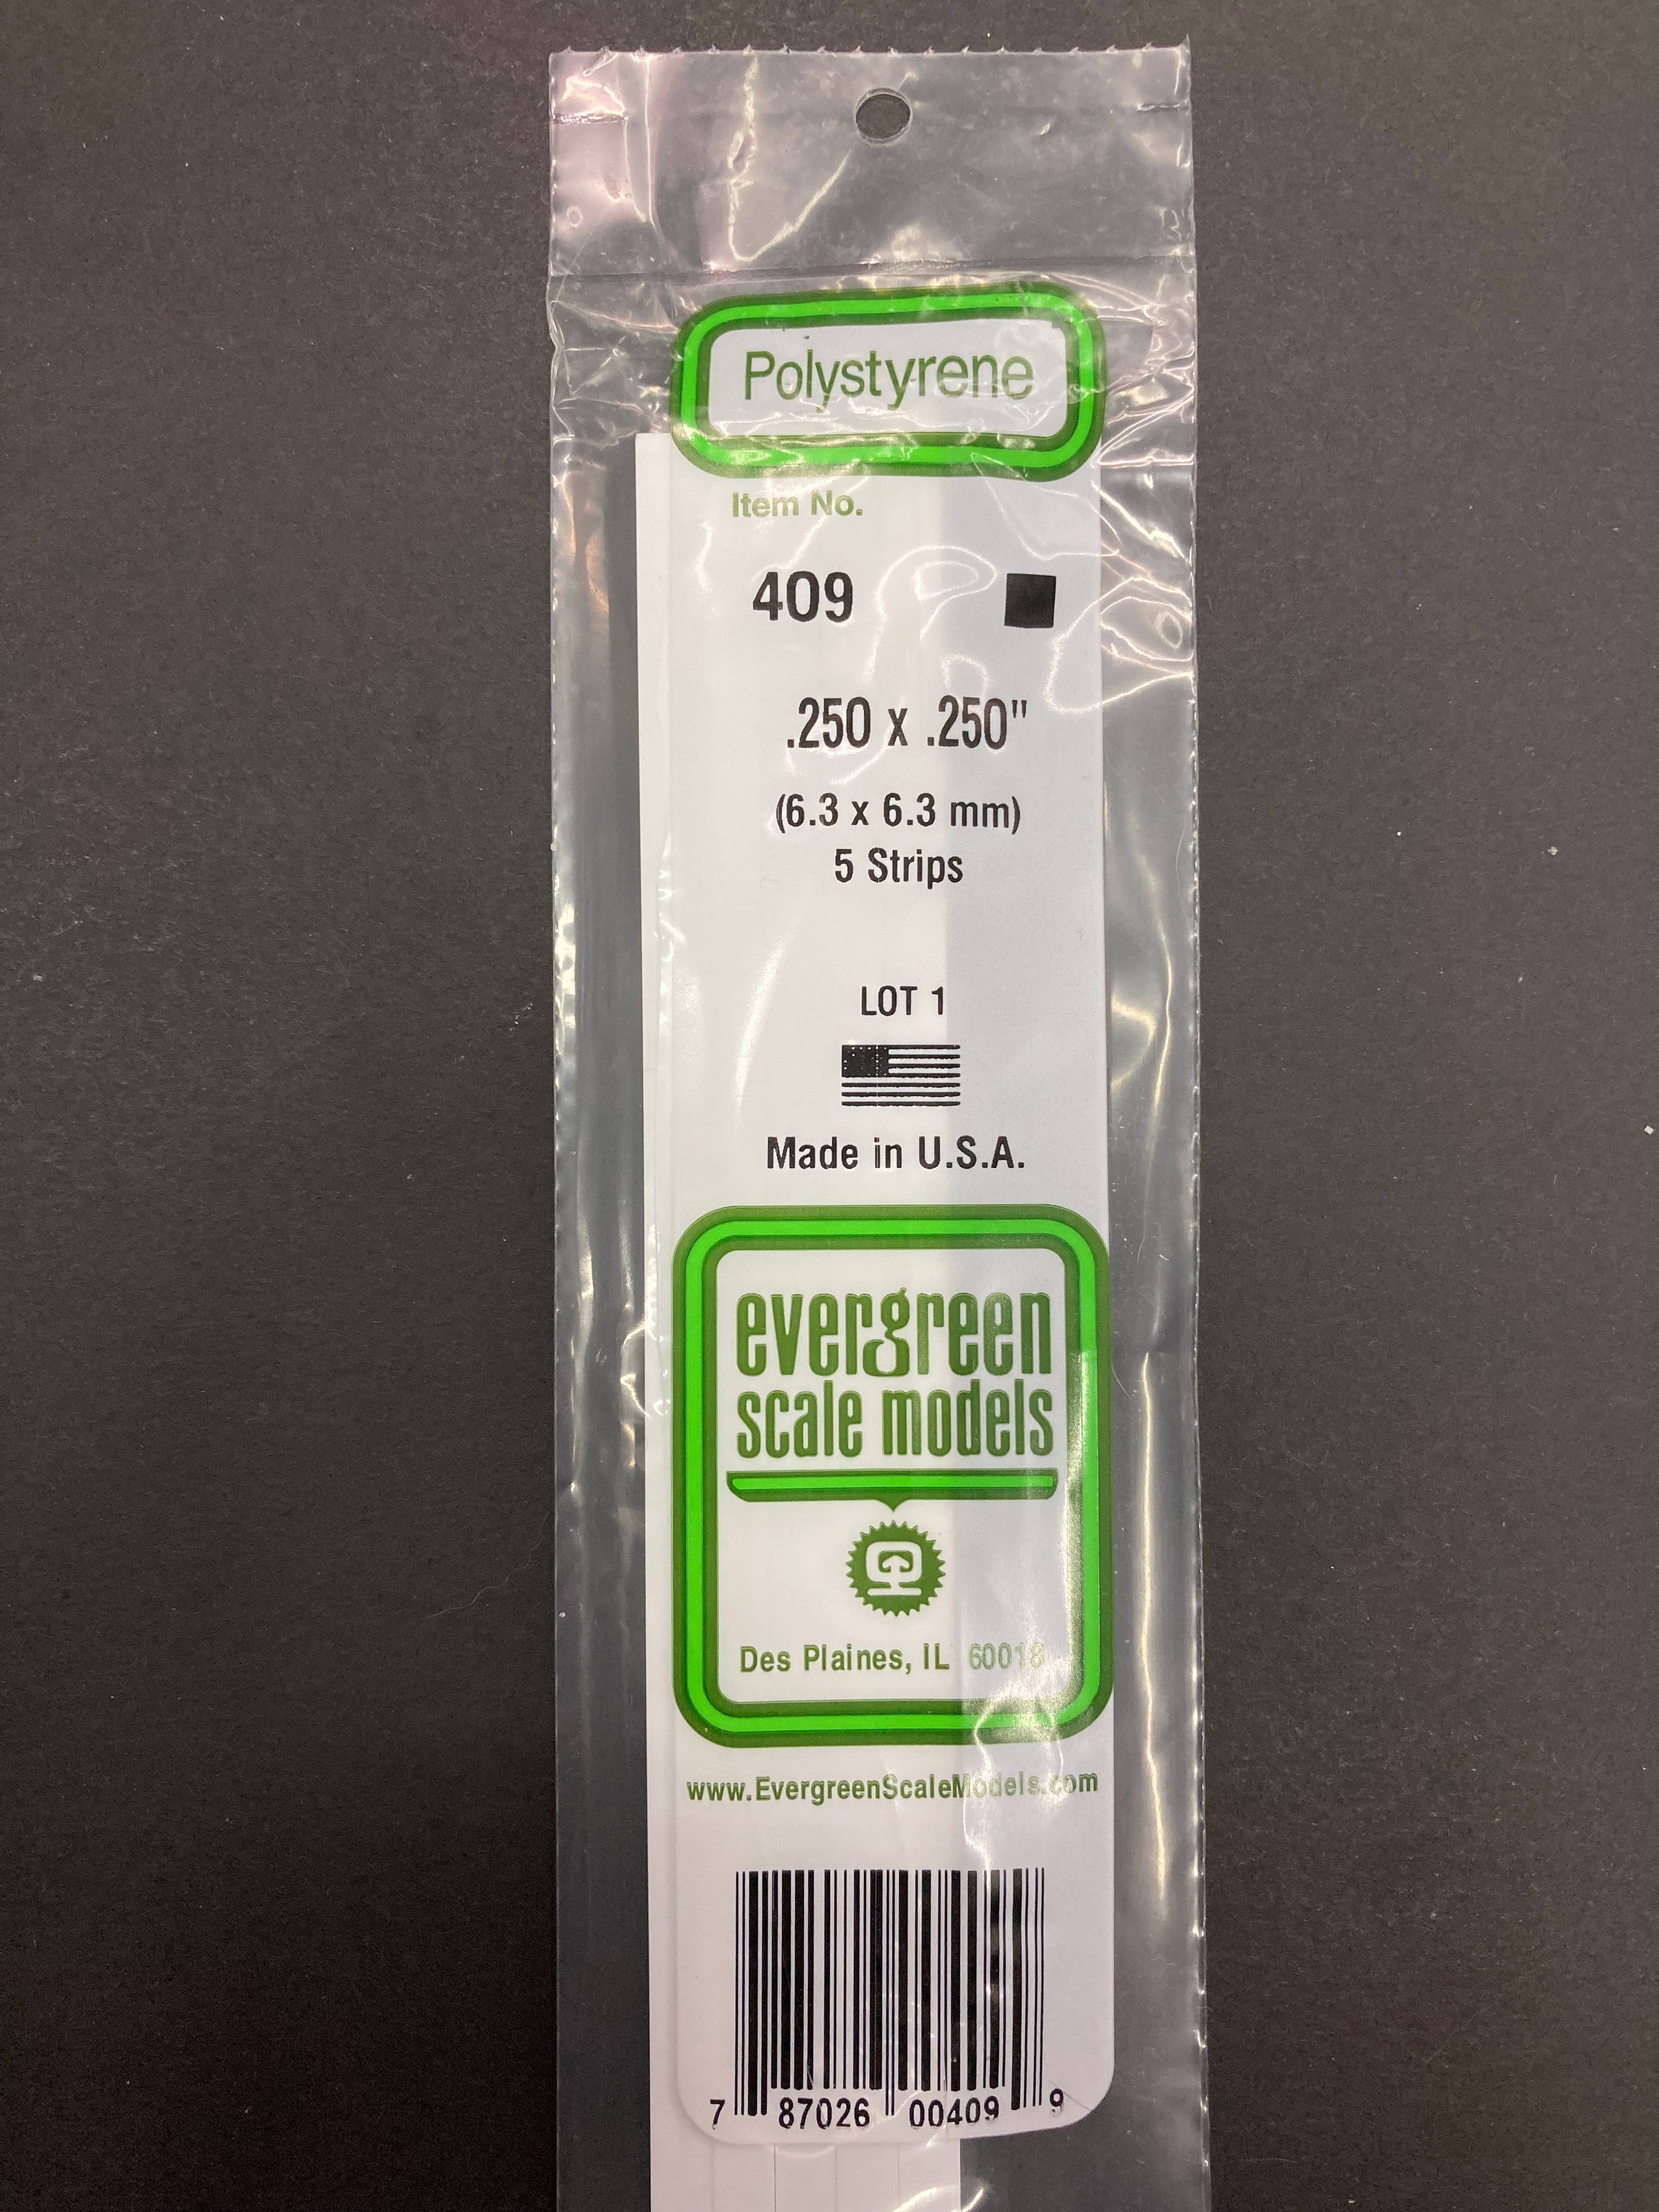 Polystyrene
Item No.
409
.250 x .250"
(6.3 x 6.3 mm)
5 Strips
LOT 1
Made in U.S.A.
evergreen
scale models
Des Plaines, IL 60018
www.EvergreenScaleModels.com
7 87026 00409 9